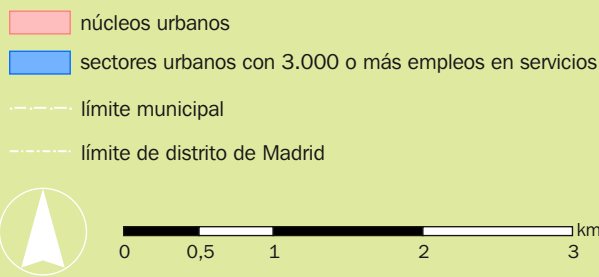 núcleos urbanos
sectores urbanos con 3.000 o más empleos en servicios
límite municipal
límite de distrito de Madrid
km
0 0,5 1 2 3